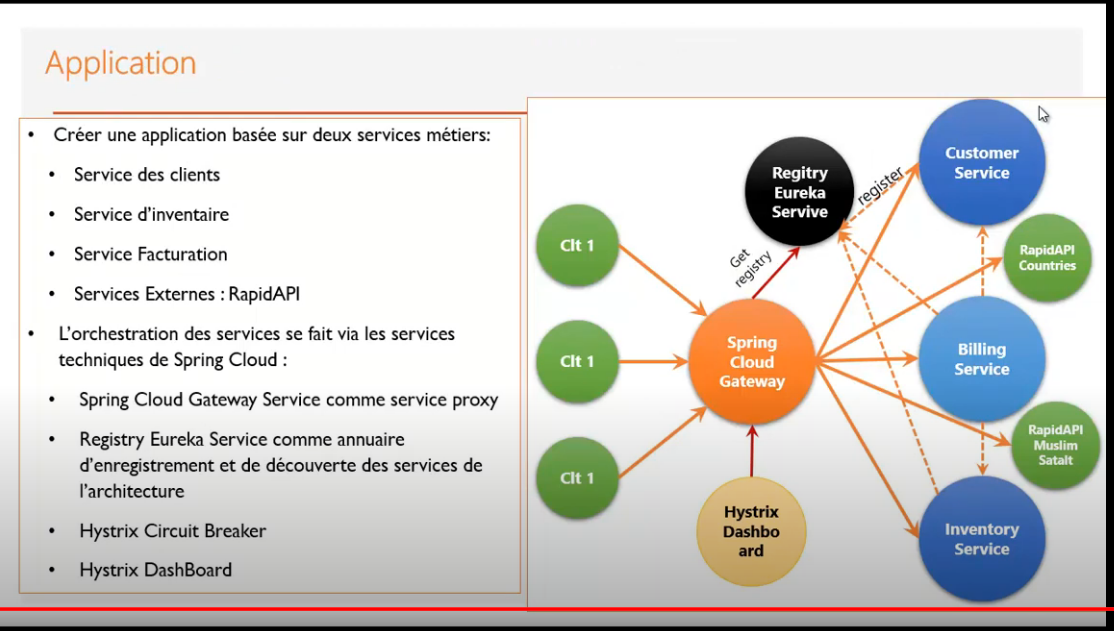 Application
• Créer une application basée sur deux services métiers:
• Service des clients
• Service d'inventaire
• Service Facturation
• Services Externes : RapidAPI
• L'orchestration des services se fait via les services
techniques de Spring Cloud :
• Spring Cloud Gateway Service comme service proxy
• Registry Eureka Service comme annuaire
d'enregistrement et de découverte des services de
l'architecture
• Hystrix Circuit Breaker
• Hystrix DashBoard
Clt 1
Clt 1
Clt 1
Regitry
Eureka
Servive
Get
registry
register
Spring
Cloud
Gateway
Hystrix
Dashbo
ard
Customer
Service
RapidAPI
Countries
Billing
Service
RapidAPI
Muslim
Satalt
Inventory
Service